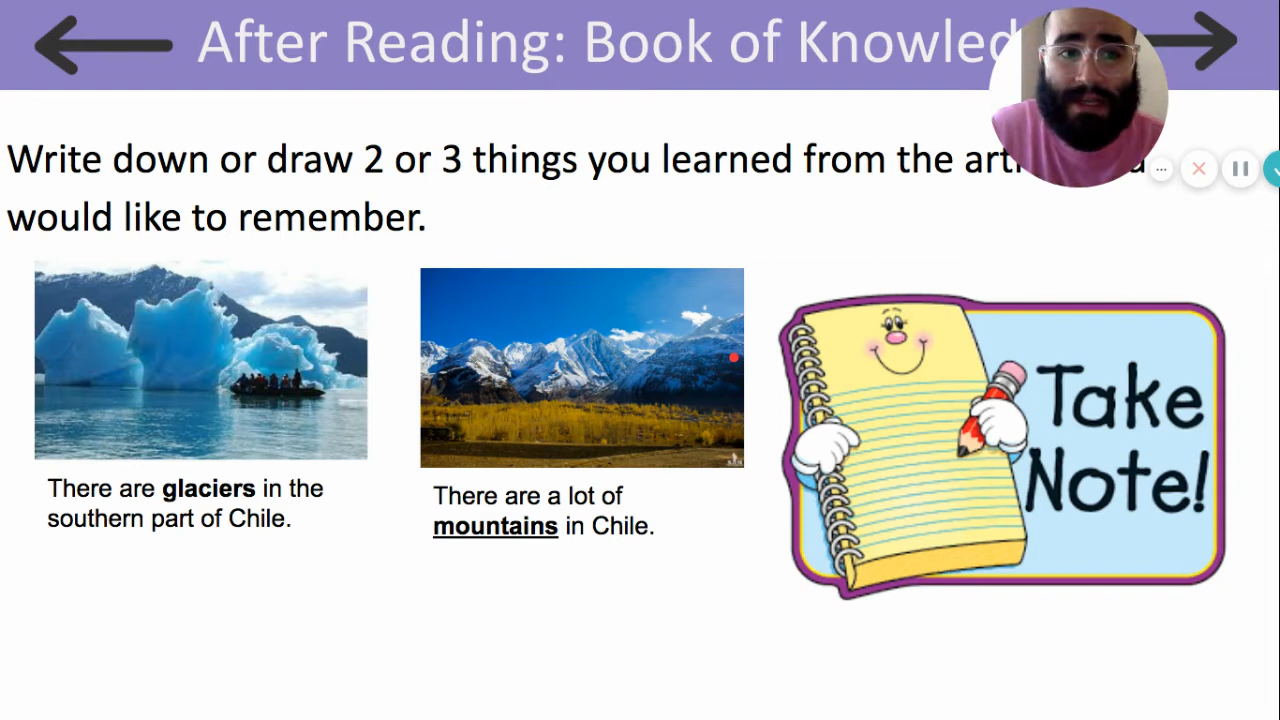 After Reading: Book of
Write down or draw 2 or 3 things you learned from the
would like to remember.
There are glaciers in the
southern part of Chile.
There are a lot of
mountains in Chile.
Take
Note!